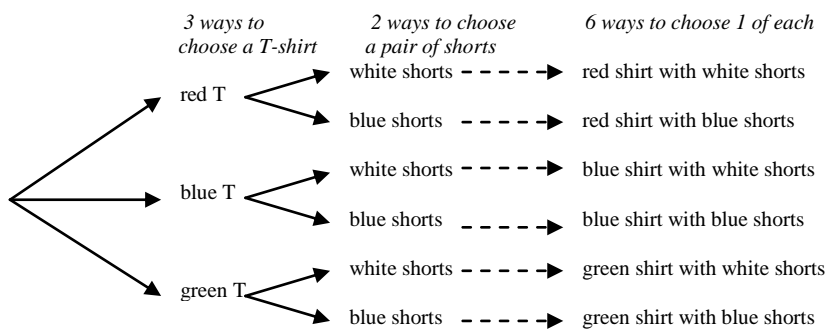 3 ways to choose a T-shirt
2 ways to choose a pair of shorts
6 ways to choose 1 of each
red T
white shorts
red shirt with white shorts
blue shorts
red shirt with blue shorts
blue T
white shorts
blue shirt with white shorts
blue shorts
blue shirt with blue shorts
green T
white shorts
green shirt with white shorts
blue shorts
green shirt with blue shorts